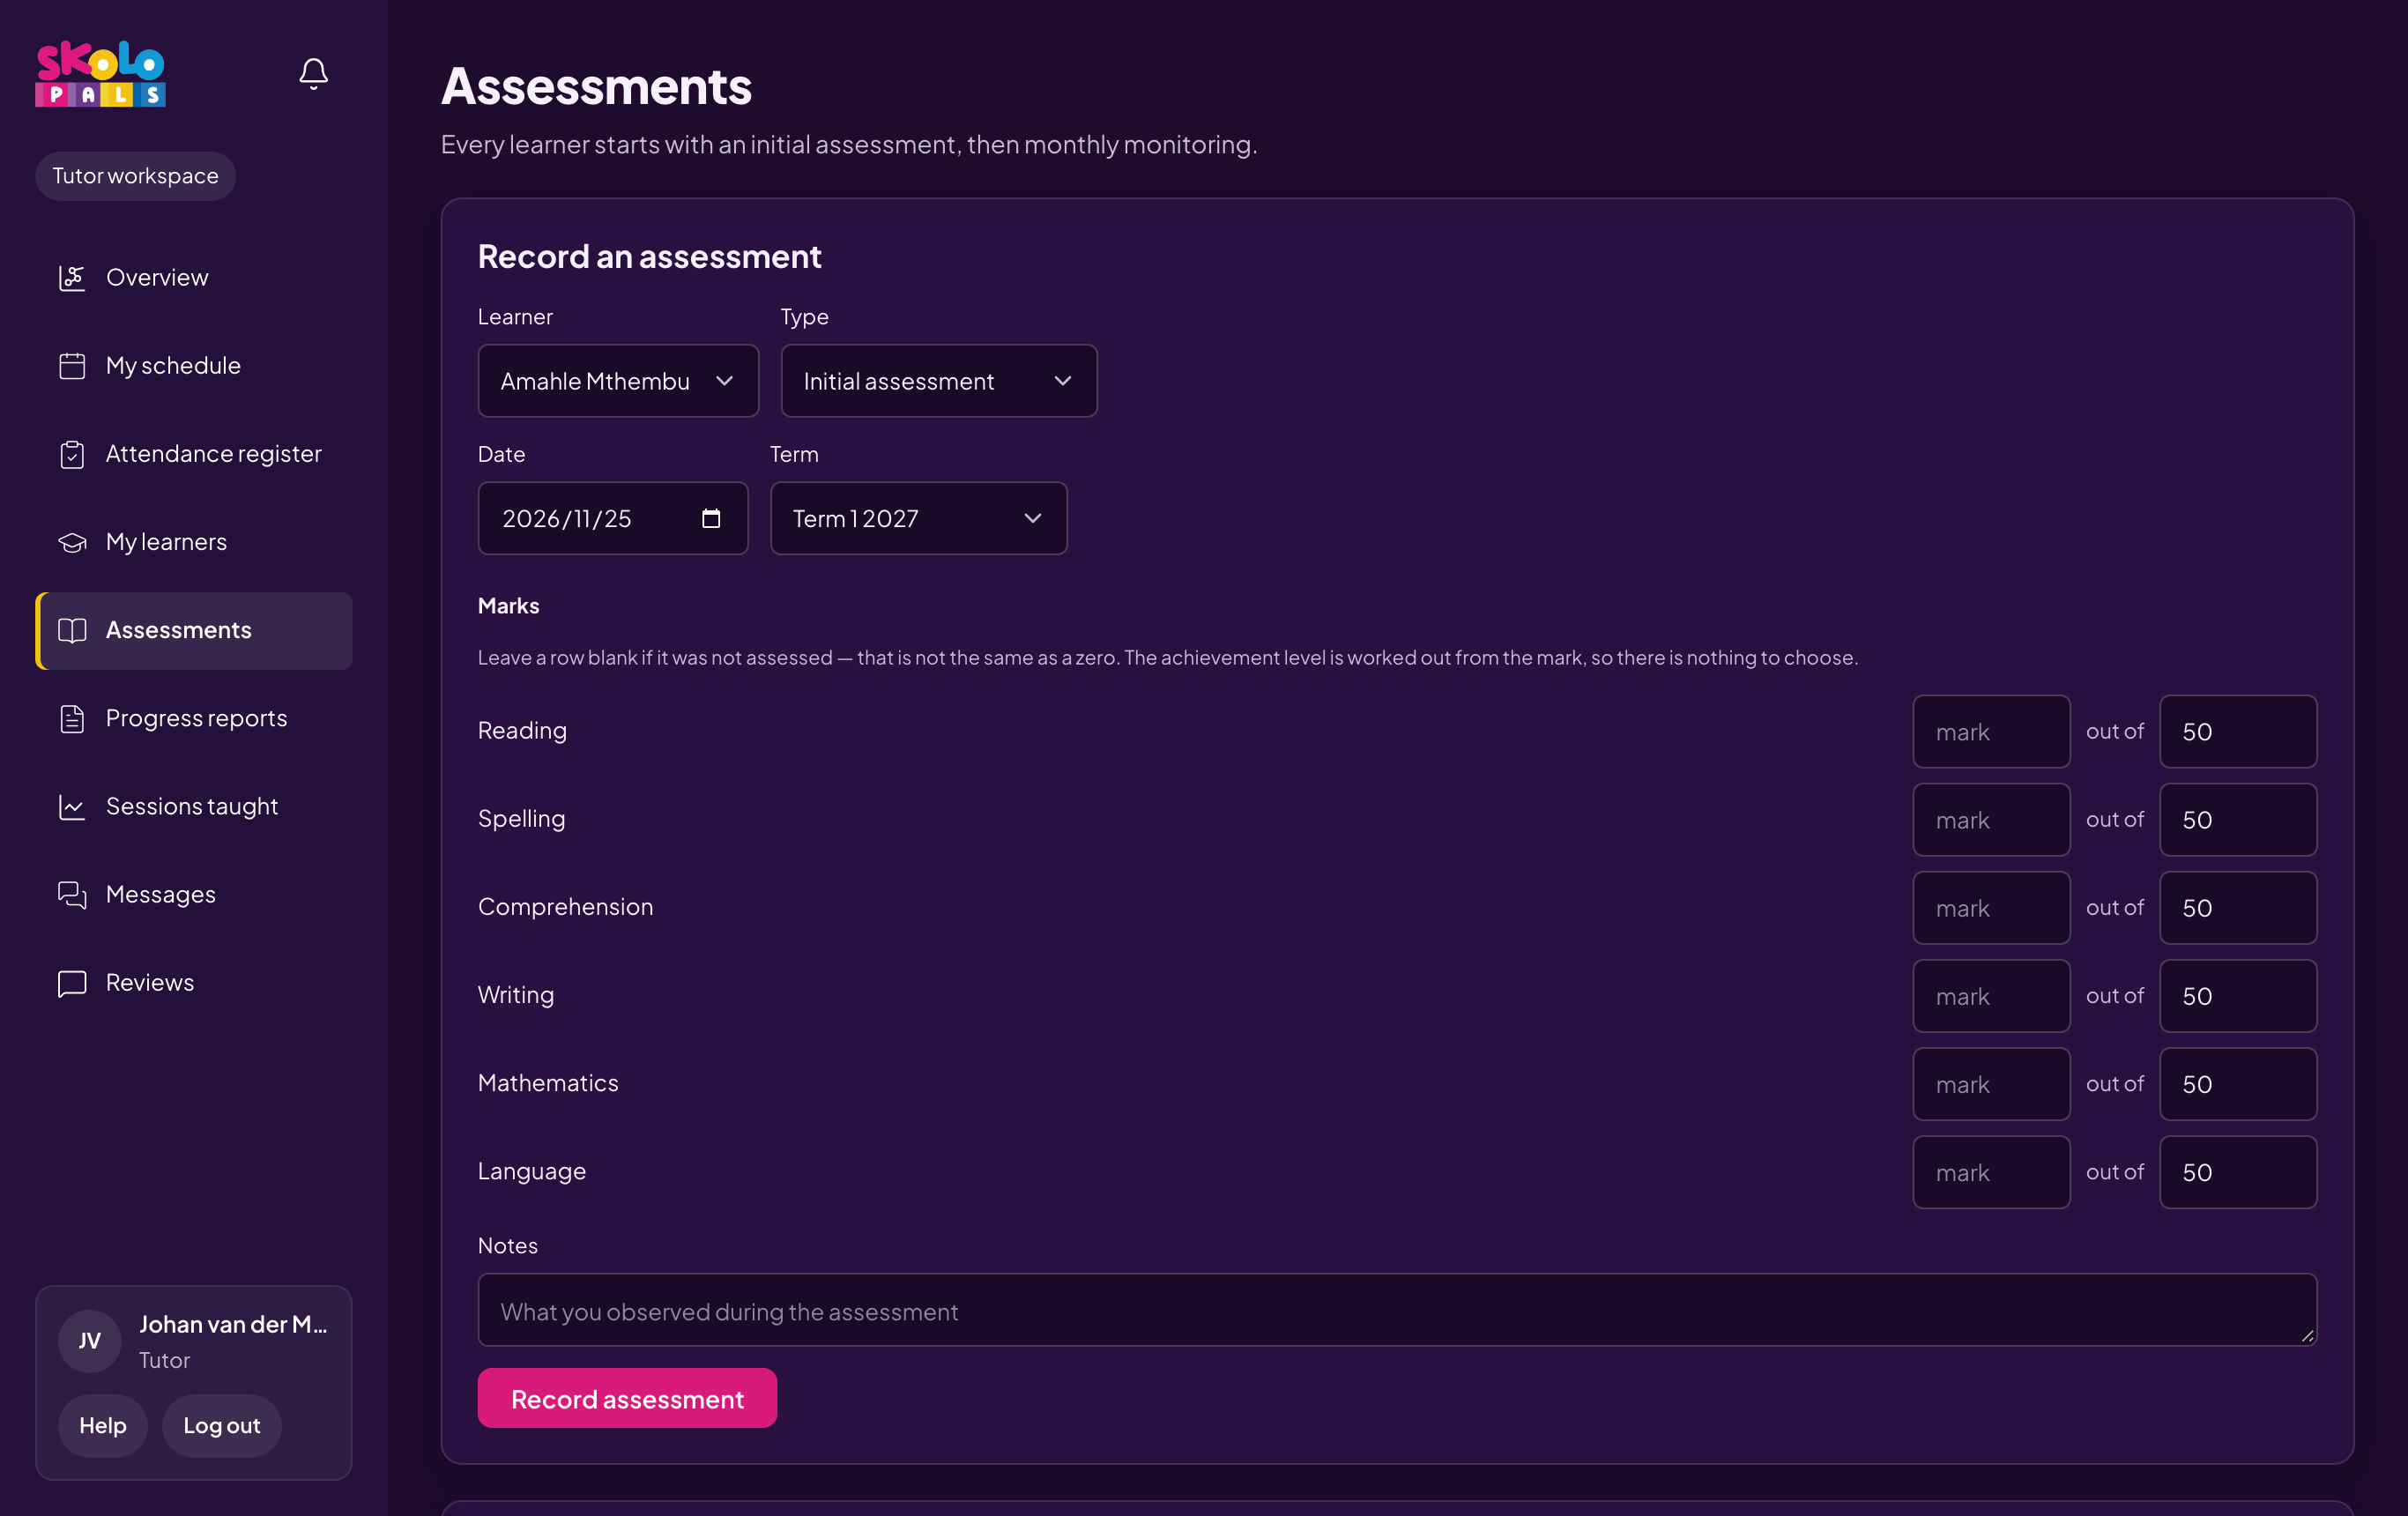 SKOLO
PALS
Tutor workspace
Overview
My schedule
Attendance register
My learners
Assessments
Progress reports
Sessions taught
Messages
Reviews
JV
Johan van der M...
Tutor
Help
Log out
Assessments
Every learner starts with an initial assessment, then monthly monitoring.
Record an assessment
Learner
Type
Amahle Mthembu
Initial assessment
Date
Term
2026/11/25
Term 1 2027
Marks
Leave a row blank if it was not assessed — that is not the same as a zero. The achievement level is worked out from the mark, so there is nothing to choose.
Reading mark out of 50
Spelling mark out of 50
Comprehension mark out of 50
Writing mark out of 50
Mathematics mark out of 50
Language mark out of 50
Notes
What you observed during the assessment
Record assessment